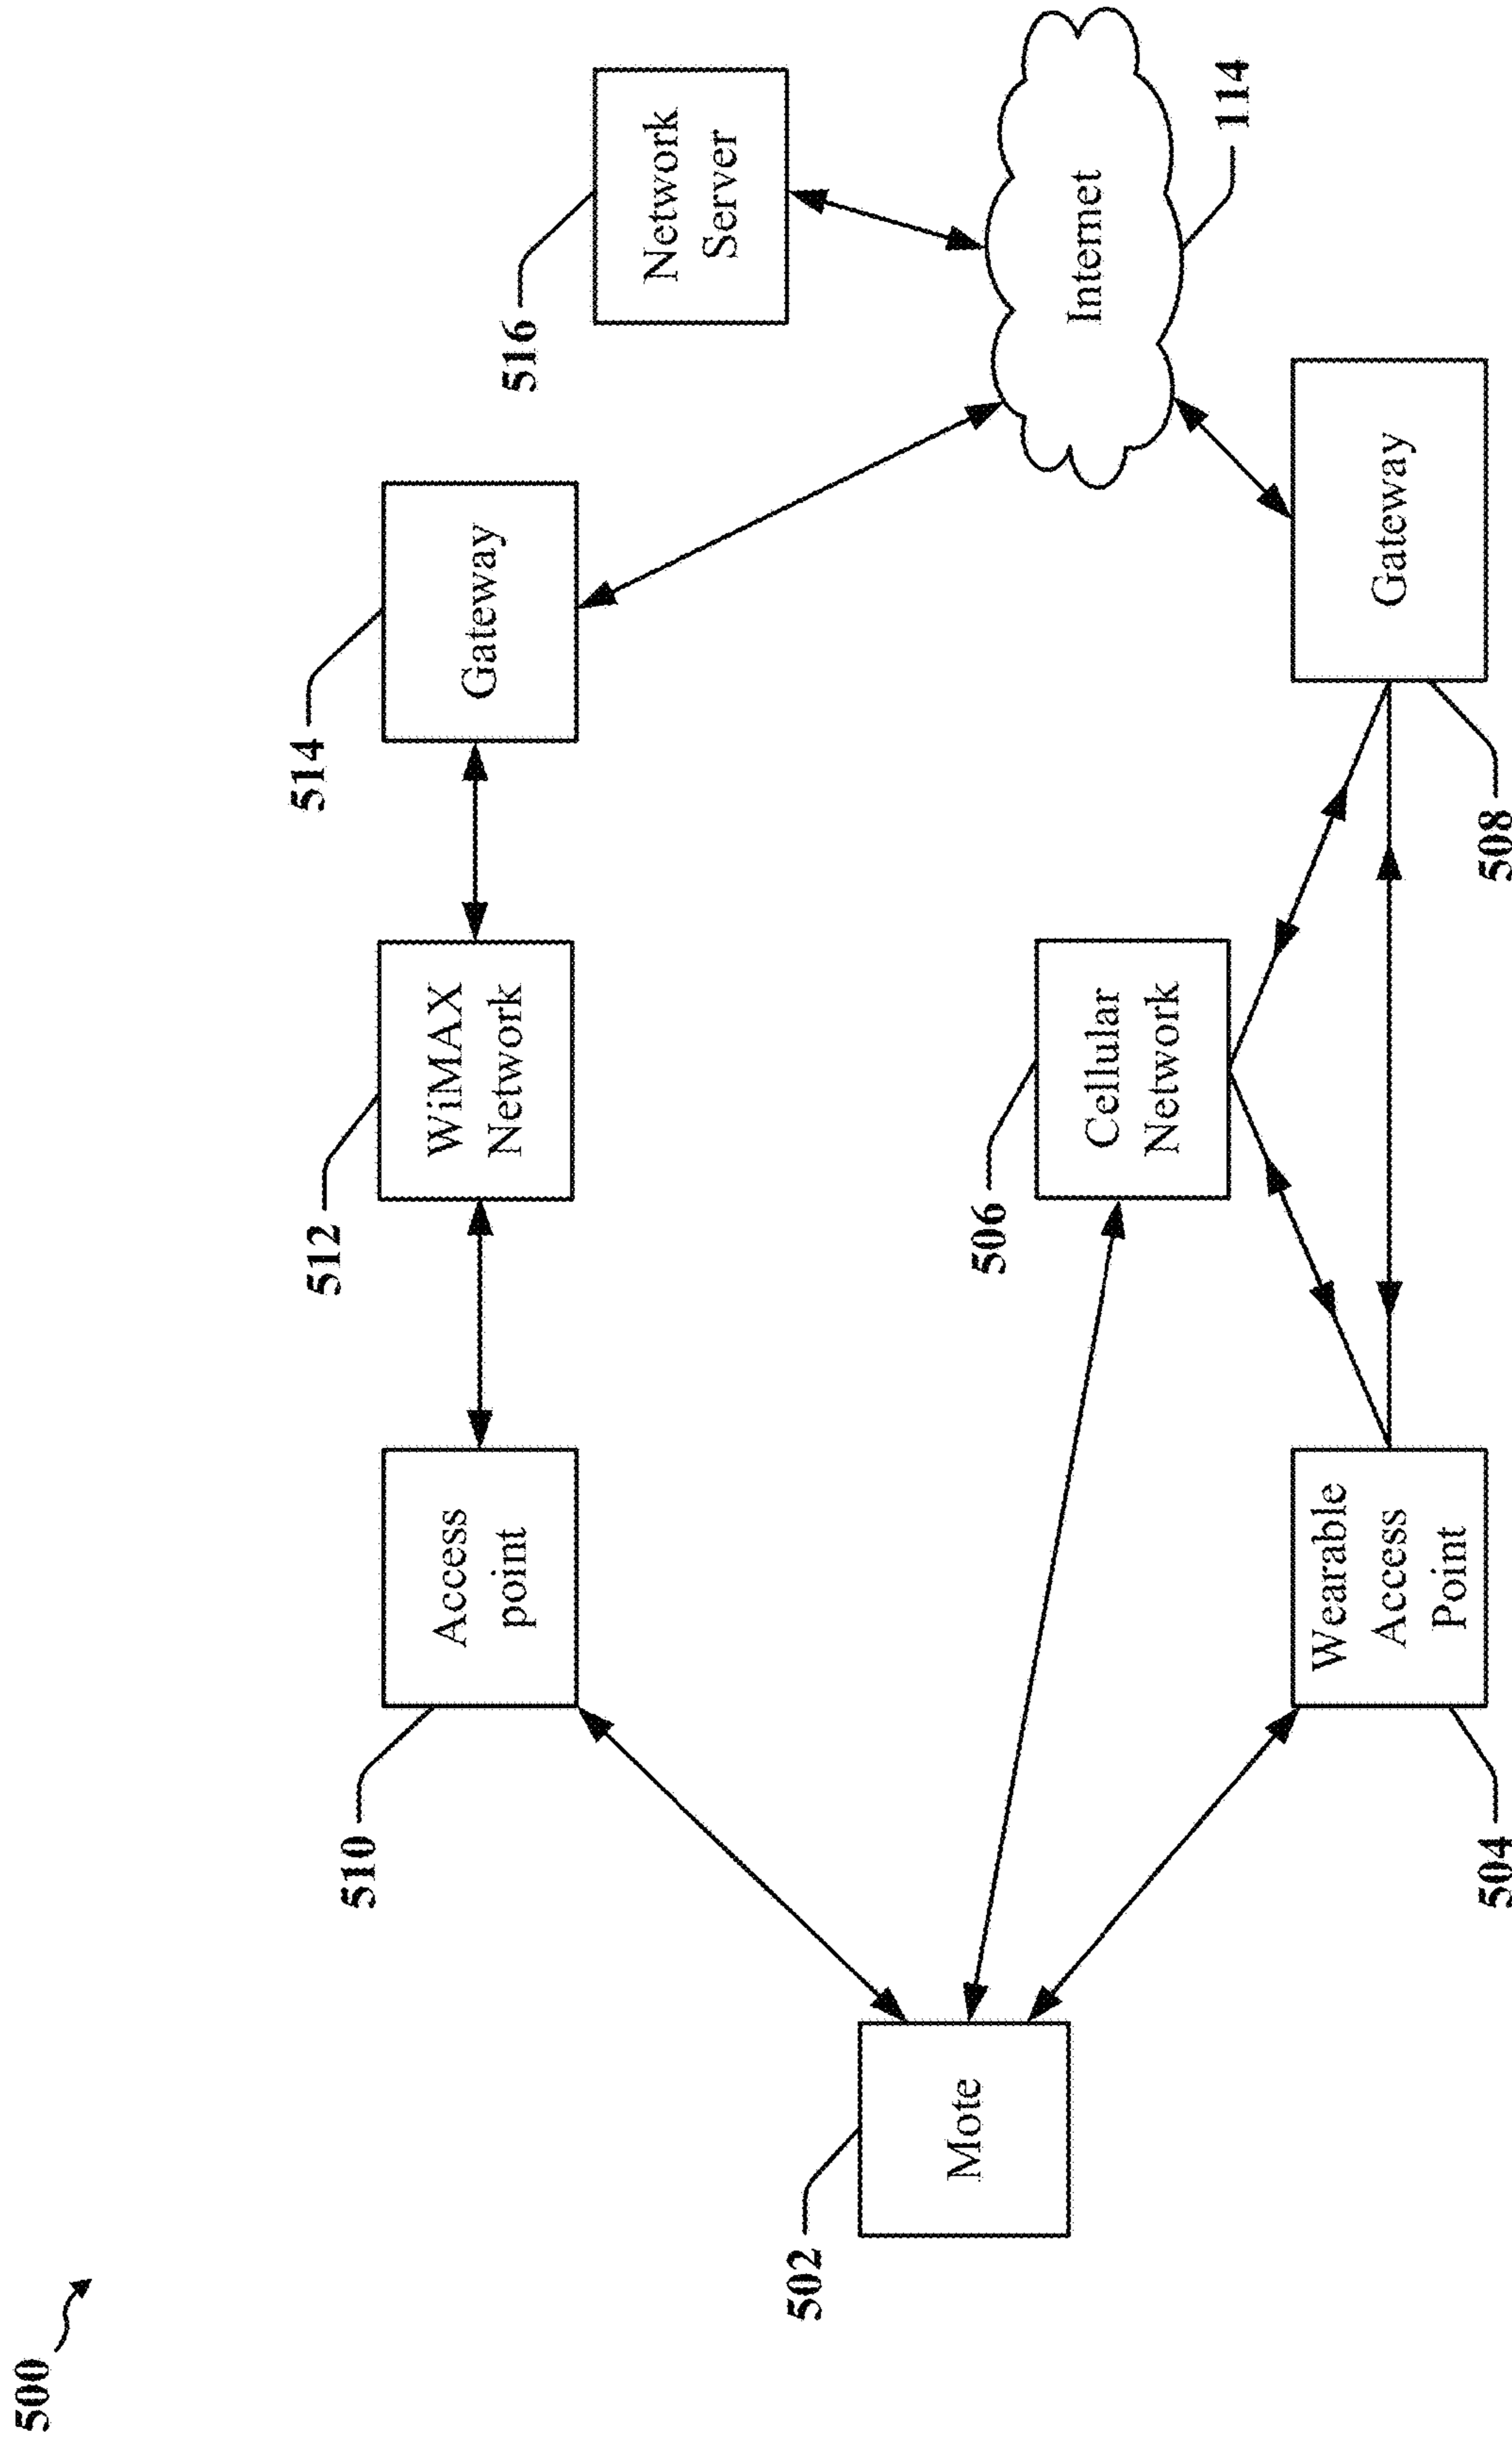 500
510
Access
point
512
WiMAX
Network
514
Gateway
516
Network
Server
502
Mote
506
Cellular
Network
Internet
114
504
Wearable
Access
Point
508
Gateway